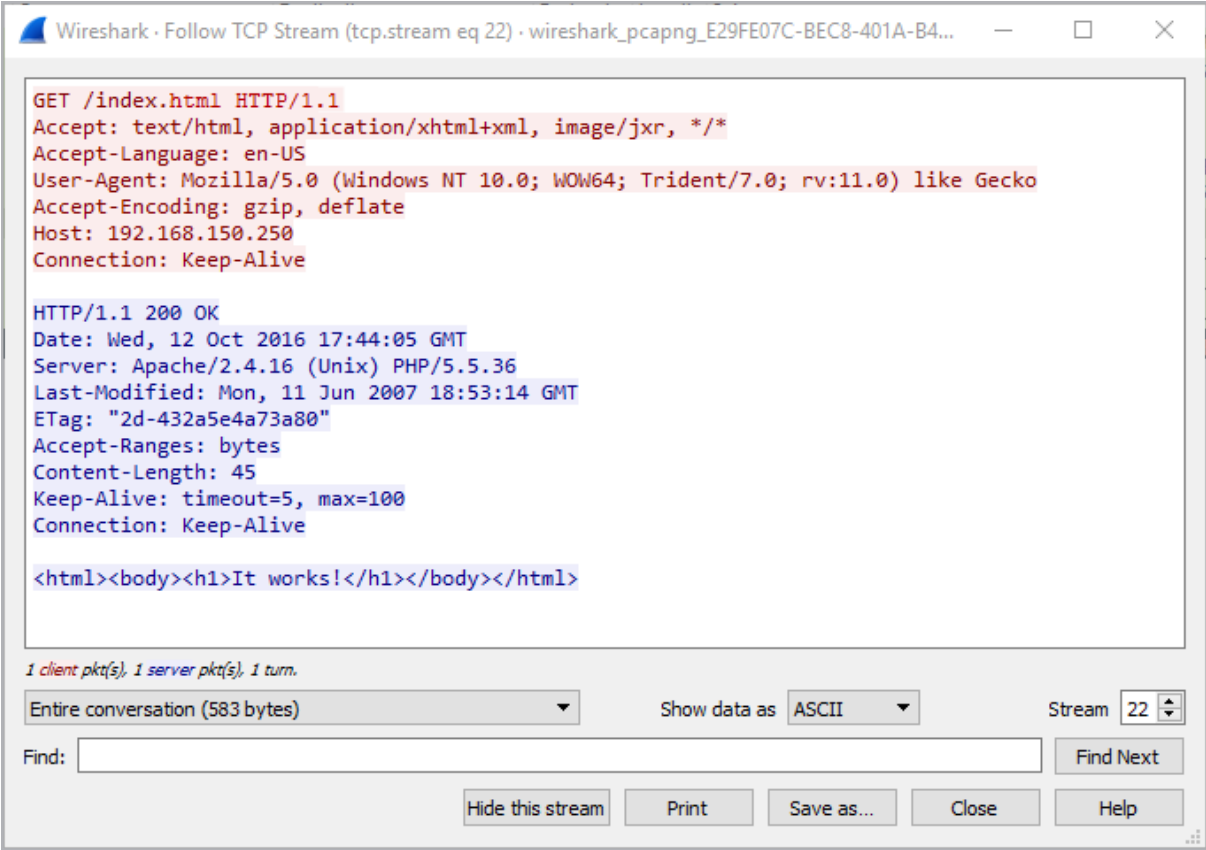 Wireshark · Follow TCP Stream (tcp.stream eq 22) · wireshark_pcapng_E29FE07C-BEC8-401A-B4...
GET /index.html HTTP/1.1
Accept: text/html, application/xhtml+xml, image/jxr, */*
Accept-Language: en-US
User-Agent: Mozilla/5.0 (Windows NT 10.0; WOW64; Trident/7.0; rv:11.0) like Gecko
Accept-Encoding: gzip, deflate
Host: 192.168.150.250
Connection: Keep-Alive
HTTP/1.1 200 OK
Date: Wed, 12 Oct 2016 17:44:05 GMT
Server: Apache/2.4.16 (Unix) PHP/5.5.36
Last-Modified: Mon, 11 Jun 2007 18:53:14 GMT
ETag: "2d-432a5e4a73a80"
Accept-Ranges: bytes
Content-Length: 45
Keep-Alive: timeout=5, max=100
Connection: Keep-Alive
<html><body><h1>It works!</h1></body></html>
1 client pkt(s), 1 server pkt(s), 1 turn.
Entire conversation (583 bytes) Show data as ASCII Stream 22
Find: Find Next
Hide this stream Print Save as... Close Help